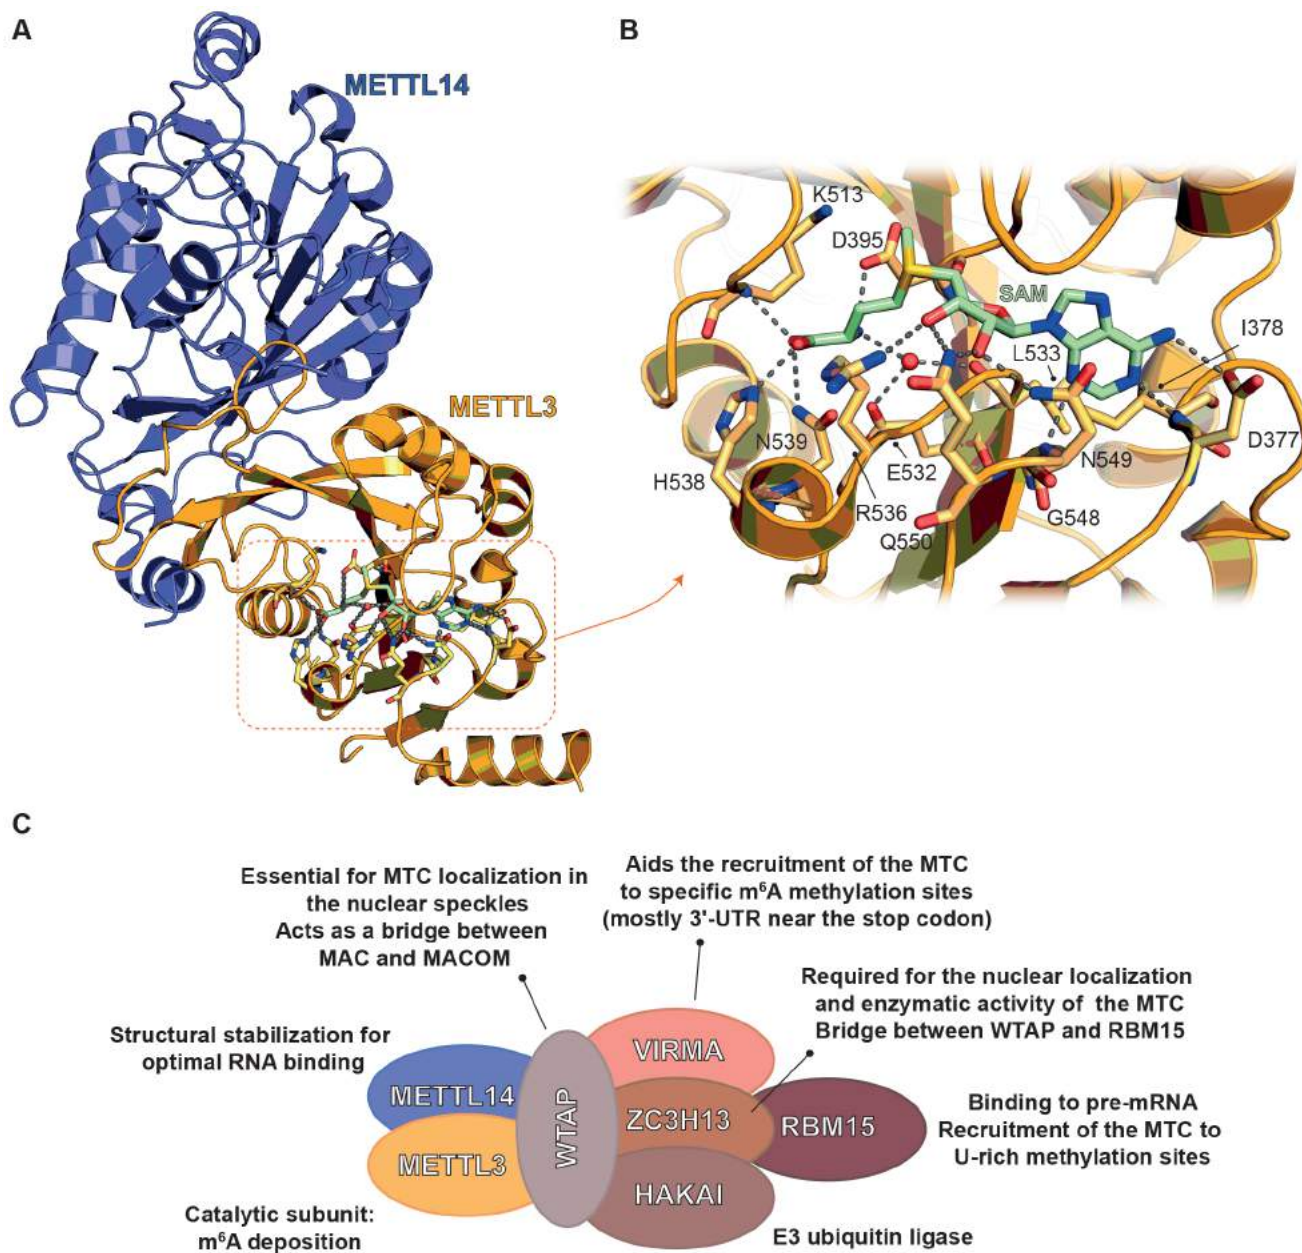 A
B
METTL14
METTL3
K513
D395
SAM
I378
L533
D377
N549
N539
E532
H538
R536
G548
Q550
C
Essential for MTC localization in
the nuclear speckles
Acts as a bridge between
MAC and MACOM
Aids the recruitment of the MTC
to specific m⁶A methylation sites
(mostly 3'-UTR near the stop codon)
Required for the nuclear localization
and enzymatic activity of the MTC
Bridge between WTAP and RBM15
Structural stabilization for
optimal RNA binding
METTL14
METTL3
WTAP
VIRMA
ZC3H13
HAKAI
RBM15
Binding to pre-mRNA
Recruitment of the MTC to
U-rich methylation sites
Catalytic subunit:
m⁶A deposition
E3 ubiquitin ligase